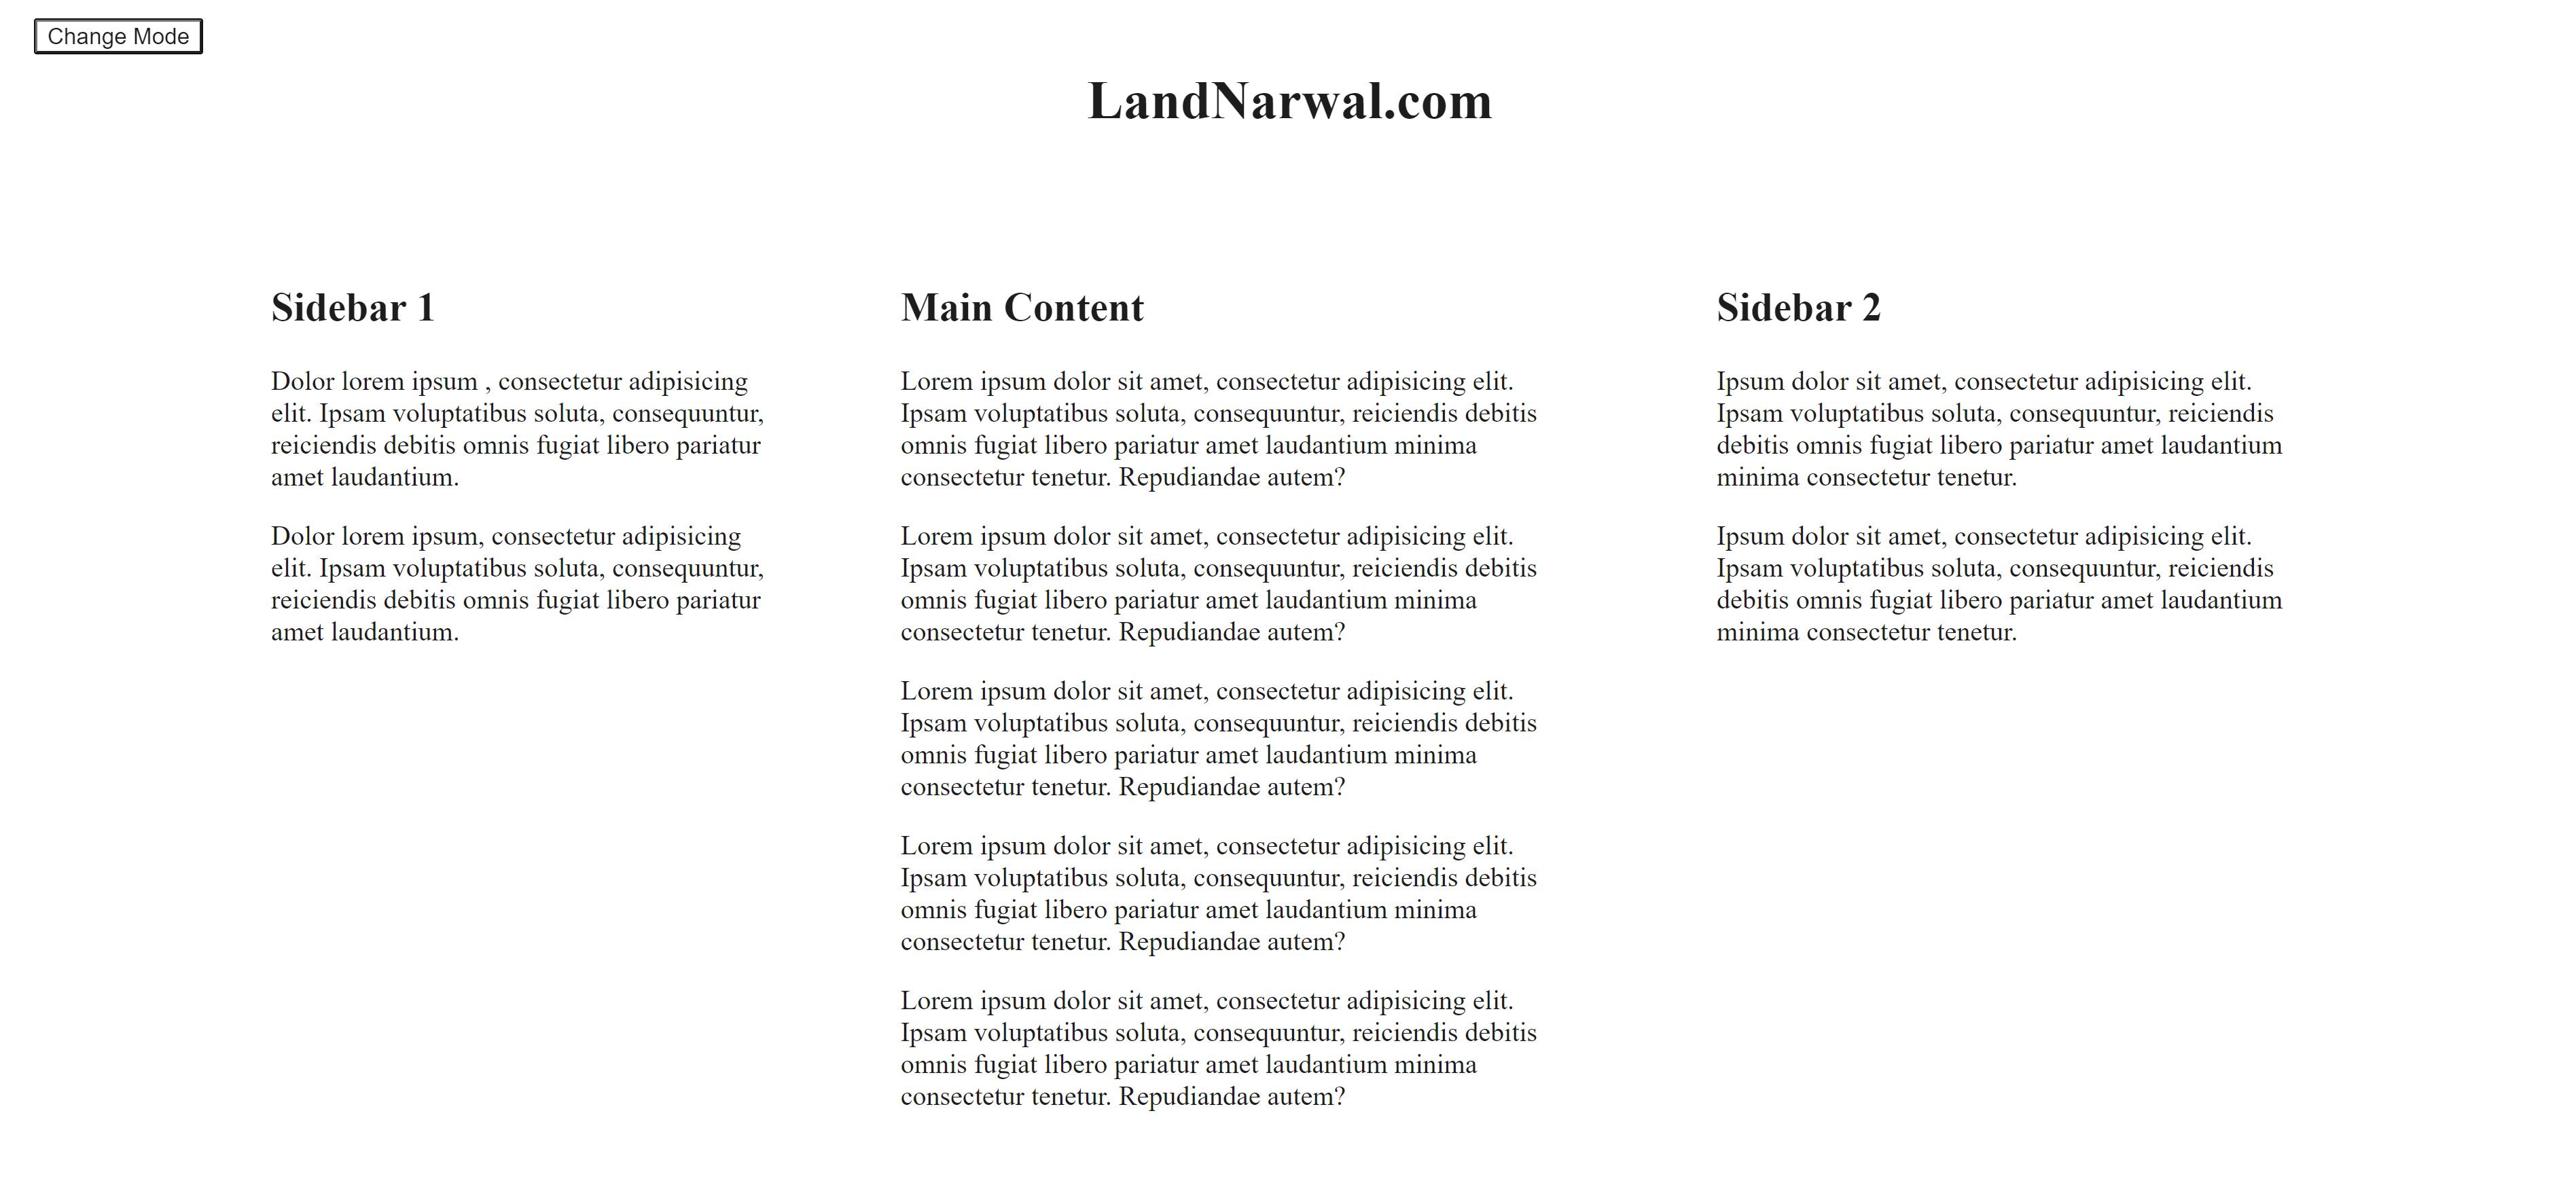 Change Mode
LandNarwal.com
Sidebar 1
Dolor lorem ipsum , consectetur adipisicing
elit. Ipsam voluptatibus soluta, consequuntur,
reiciendis debitis omnis fugiat libero pariatur
amet laudantium.
Dolor lorem ipsum, consectetur adipisicing
elit. Ipsam voluptatibus soluta, consequuntur,
reiciendis debitis omnis fugiat libero pariatur
amet laudantium.
Main Content
Lorem ipsum dolor sit amet, consectetur adipisicing elit.
Ipsam voluptatibus soluta, consequuntur, reiciendis debitis
omnis fugiat libero pariatur amet laudantium minima
consectetur tenetur. Repudiandae autem?
Lorem ipsum dolor sit amet, consectetur adipisicing elit.
Ipsam voluptatibus soluta, consequuntur, reiciendis debitis
omnis fugiat libero pariatur amet laudantium minima
consectetur tenetur. Repudiandae autem?
Lorem ipsum dolor sit amet, consectetur adipisicing elit.
Ipsam voluptatibus soluta, consequuntur, reiciendis debitis
omnis fugiat libero pariatur amet laudantium minima
consectetur tenetur. Repudiandae autem?
Lorem ipsum dolor sit amet, consectetur adipisicing elit.
Ipsam voluptatibus soluta, consequuntur, reiciendis debitis
omnis fugiat libero pariatur amet laudantium minima
consectetur tenetur. Repudiandae autem?
Lorem ipsum dolor sit amet, consectetur adipisicing elit.
Ipsam voluptatibus soluta, consequuntur, reiciendis debitis
omnis fugiat libero pariatur amet laudantium minima
consectetur tenetur. Repudiandae autem?
Sidebar 2
Ipsum dolor sit amet, consectetur adipisicing elit.
Ipsam voluptatibus soluta, consequuntur, reiciendis
debitis omnis fugiat libero pariatur amet laudantium
minima consectetur tenetur.
Ipsum dolor sit amet, consectetur adipisicing elit.
Ipsam voluptatibus soluta, consequuntur, reiciendis
debitis omnis fugiat libero pariatur amet laudantium
minima consectetur tenetur.